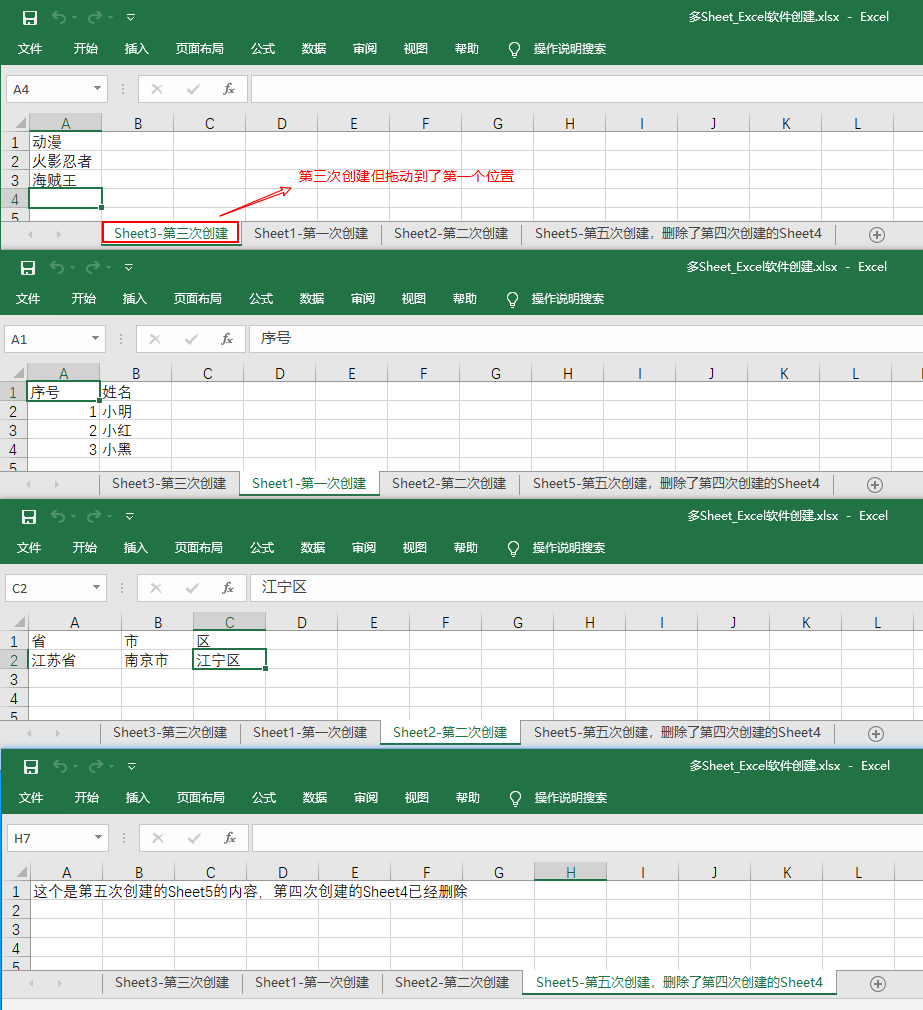 多Sheet_Excel软件创建.xlsx - Excel
文件 开始 插入 页面布局 公式 数据 审阅 视图 帮助 操作说明搜索
A4 fx
A B C D E F G H I J K L
1 动漫
2 火影忍者
3 海贼王
第三次创建但拖动到了第一个位置
4
5
Sheet3-第三次创建 Sheet1-第一次创建 Sheet2-第二次创建 Sheet5-第五次创建，删除了第四次创建的Sheet4
多Sheet_Excel软件创建.xlsx - Excel
文件 开始 插入 页面布局 公式 数据 审阅 视图 帮助 操作说明搜索
A1 fx 序号
A B C D E F G H I J K L
1 序号 姓名
2 1 小明
3 2 小红
4 3 小黑
5
Sheet3-第三次创建 Sheet1-第一次创建 Sheet2-第二次创建 Sheet5-第五次创建，删除了第四次创建的Sheet4
多Sheet_Excel软件创建.xlsx - Excel
文件 开始 插入 页面布局 公式 数据 审阅 视图 帮助 操作说明搜索
C2 fx 江宁区
A B C D E F G H I J K L
1 省 市 区
2 江苏省 南京市 江宁区
3
4
5
Sheet3-第三次创建 Sheet1-第一次创建 Sheet2-第二次创建 Sheet5-第五次创建，删除了第四次创建的Sheet4
多Sheet_Excel软件创建.xlsx - Excel
文件 开始 插入 页面布局 公式 数据 审阅 视图 帮助 操作说明搜索
H7 fx
A B C D E F G H I J K L
1 这个是第五次创建的Sheet5的内容，第四次创建的Sheet4已经删除
2
3
4
5
Sheet3-第三次创建 Sheet1-第一次创建 Sheet2-第二次创建 Sheet5-第五次创建，删除了第四次创建的Sheet4